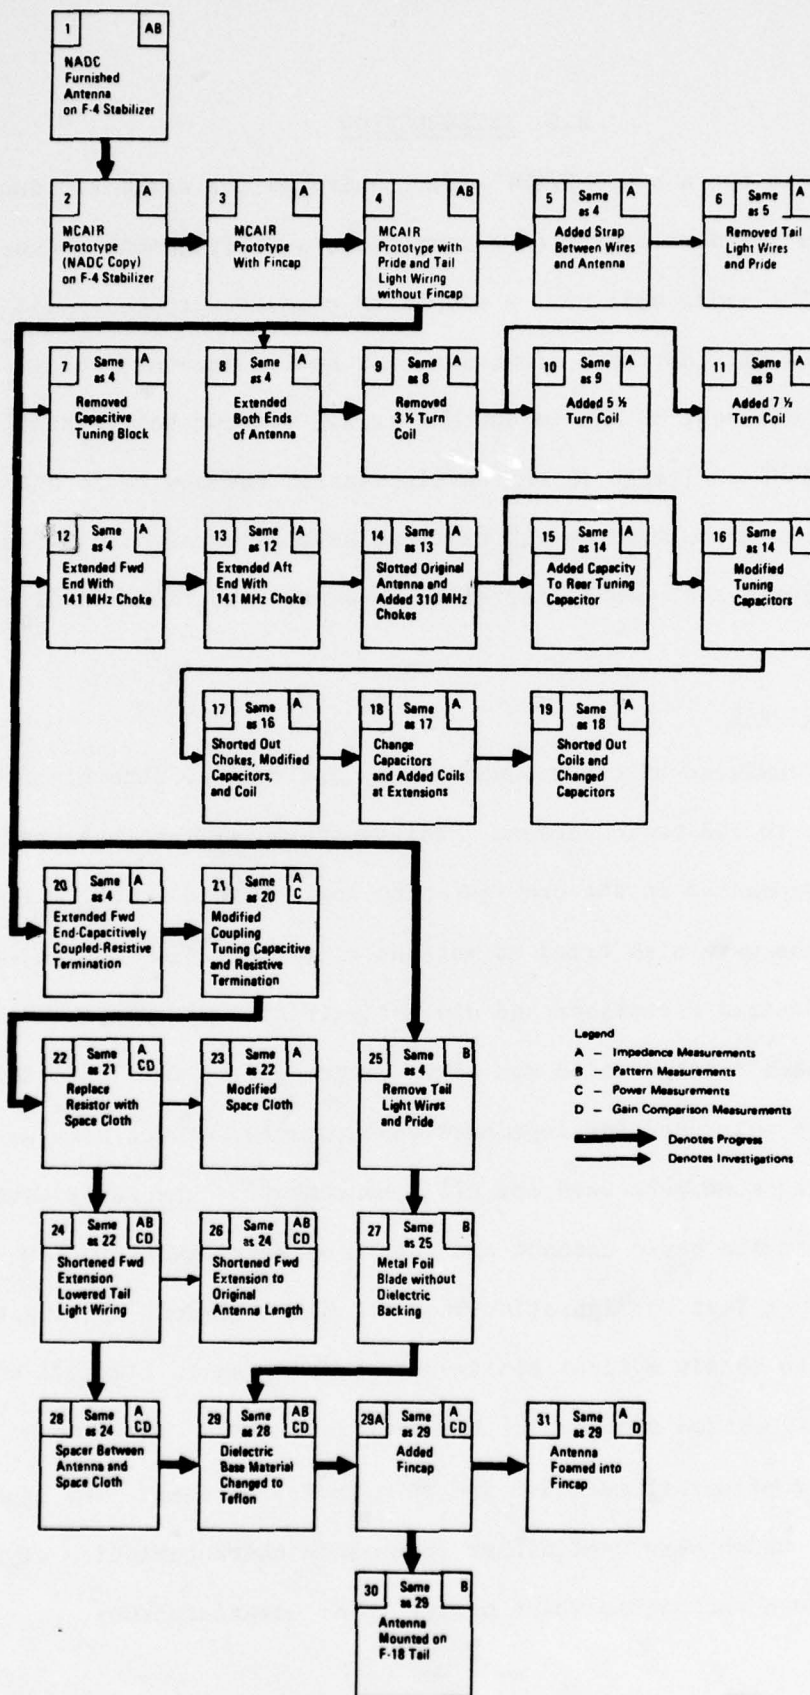 1 AB
NADC
Furnished
Antenna
on F-4 Stabilizer
2 A
MCAIR
Prototype
(NADC Copy)
on F-4 Stabilizer
3 A
MCAIR
Prototype
With Fincap
4 AB
MCAIR
Prototype with
Pride and Tail
Light Wiring
without Fincap
5 Same as 4 A
Added Strap
Between Wires
and Antenna
6 Same as 5 A
Removed Tail
Light Wires
and Pride
7 Same as 4 A
Removed
Capacitive
Tuning Block
8 Same as 4 A
Extended
Both Ends
of Antenna
9 Same as 8 A
Removed
3 ½ Turn
Coil
10 Same as 9 A
Added 5 ½
Turn Coil
11 Same as 9 A
Added 7 ½
Turn Coil
12 Same as 4 A
Extended Fwd
End With
141 MHz Choke
13 Same as 12 A
Extended Aft
End With
141 MHz Choke
14 Same as 13 A
Slotted Original
Antenna and
Added 310 MHz
Chokes
15 Same as 14 A
Added Capacity
To Rear Tuning
Capacitor
16 Same as 14 A
Modified
Tuning
Capacitors
17 Same as 16 A
Shorted Out
Chokes, Modified
Capacitors,
and Coil
18 Same as 17 A
Change
Capacitors
and Added Coils
at Extensions
19 Same as 18 A
Shorted Out
Coils and
Changed
Capacitors
20 Same as 4 A
Extended Fwd
End-Capacitively
Coupled-Resistive
Termination
21 Same as 20 A C
Modified
Coupling
Tuning Capacitive
and Resistive
Termination
22 Same as 21 A CD
Replace
Resistor with
Space Cloth
23 Same as 22 A
Modified
Space Cloth
25 Same as 4 B
Remove Tail
Light Wires
and Pride
Legend
A – Impedance Measurements
B – Pattern Measurements
C – Power Measurements
D – Gain Comparison Measurements
Denotes Progress
Denotes Investigations
24 Same as 22 AB CD
Shortened Fwd
Extension
Lowered Tail
Light Wiring
26 Same as 24 AB CD
Shortened Fwd
Extension to
Original
Antenna Length
27 Same as 25 B
Metal Foil
Blade without
Dielectric
Backing
28 Same as 24 A CD
Spacer Between
Antenna and
Space Cloth
29 Same as 28 AB CD
Dielectric
Base Material
Changed to
Teflon
29A Same as 29 A CD
Added
Fincap
31 Same as 29 A D
Antenna
Foamed into
Fincap
30 Same as 29 B
Antenna
Mounted on
F-18 Tail